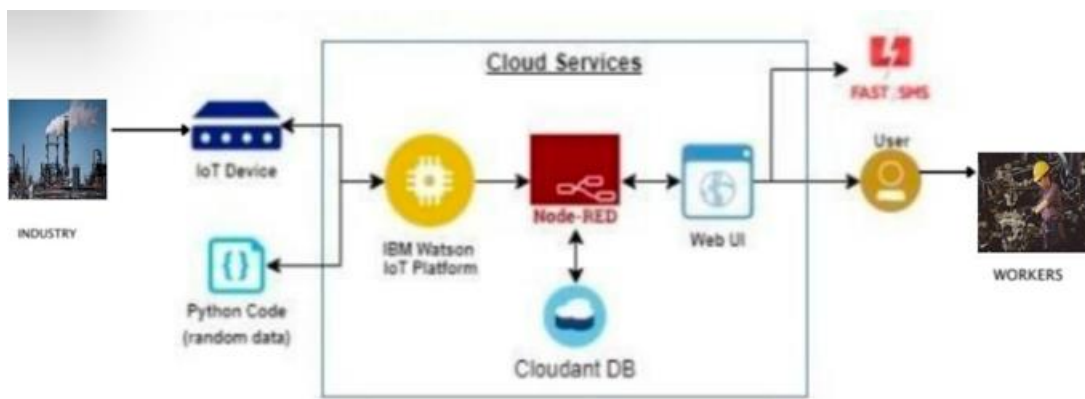 Cloud Services
FAST SMS
User
IoT Device
INDUSTRY
Node-RED
Web UI
IBM Watson
IoT Platform
WORKERS
Python Code
(random data)
Cloudant DB